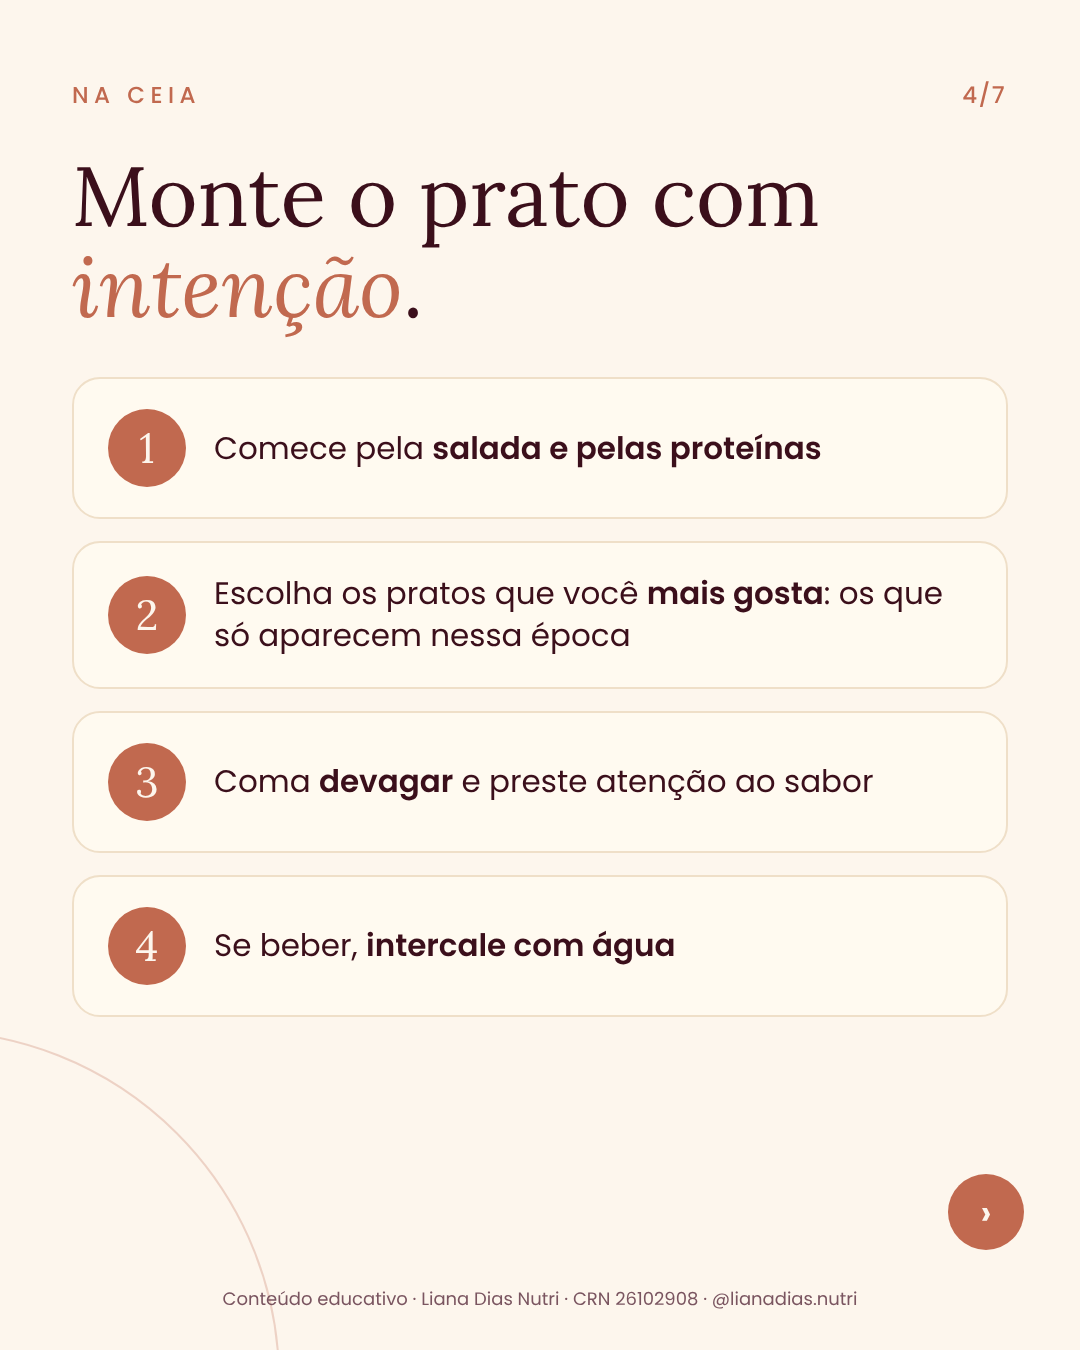 NA CEIA
4/7
Monte o prato com
intenção.
1
Comece pela salada e pelas proteínas
2
Escolha os pratos que você mais gosta: os que
só aparecem nessa época
3
Coma devagar e preste atenção ao sabor
4
Se beber, intercale com água
›
Conteúdo educativo · Liana Dias Nutri · CRN 26102908 · @lianadias.nutri